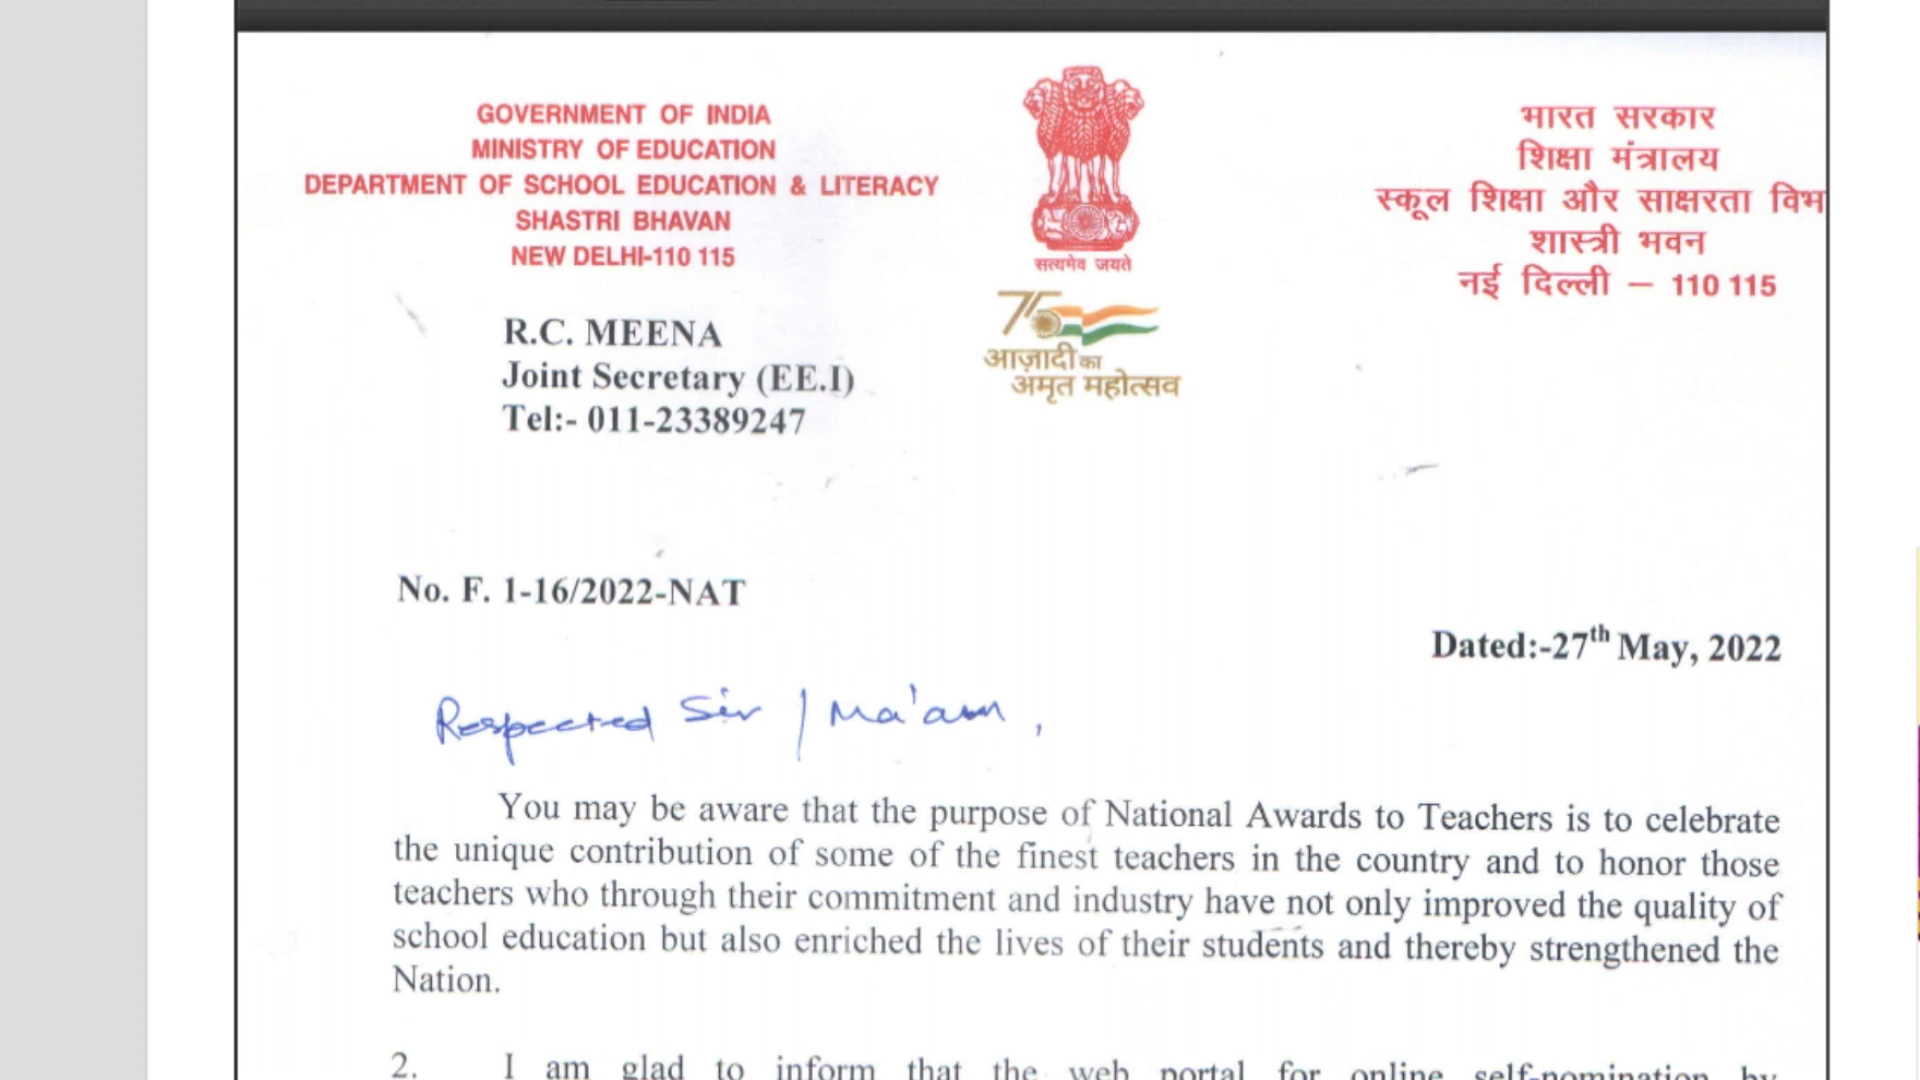 GOVERNMENT OF INDIA
MINISTRY OF EDUCATION
DEPARTMENT OF SCHOOL EDUCATION & LITERACY
SHASTRI BHAVAN
NEW DELHI-110 115
सत्यमेव जयते
75
आज़ादी का
अमृत महोत्सव
भारत सरकार
शिक्षा मंत्रालय
स्कूल शिक्षा और साक्षरता
शास्त्री भवन
नई दिल्ली – 110 115
R.C. MEENA
Joint Secretary (EE.I)
Tel:- 011-23389247
No. F. 1-16/2022-NAT
Dated:-27th May, 2022
Respected Sir / Ma'am,
You may be aware that the purpose of National Awards to Teachers is to celebrate
the unique contribution of some of the finest teachers in the country and to honor those
teachers who through their commitment and industry have not only improved the quality of
school education but also enriched the lives of their students and thereby strengthened the
Nation.
2. I am glad to inform that the web portal for online self-nomination by